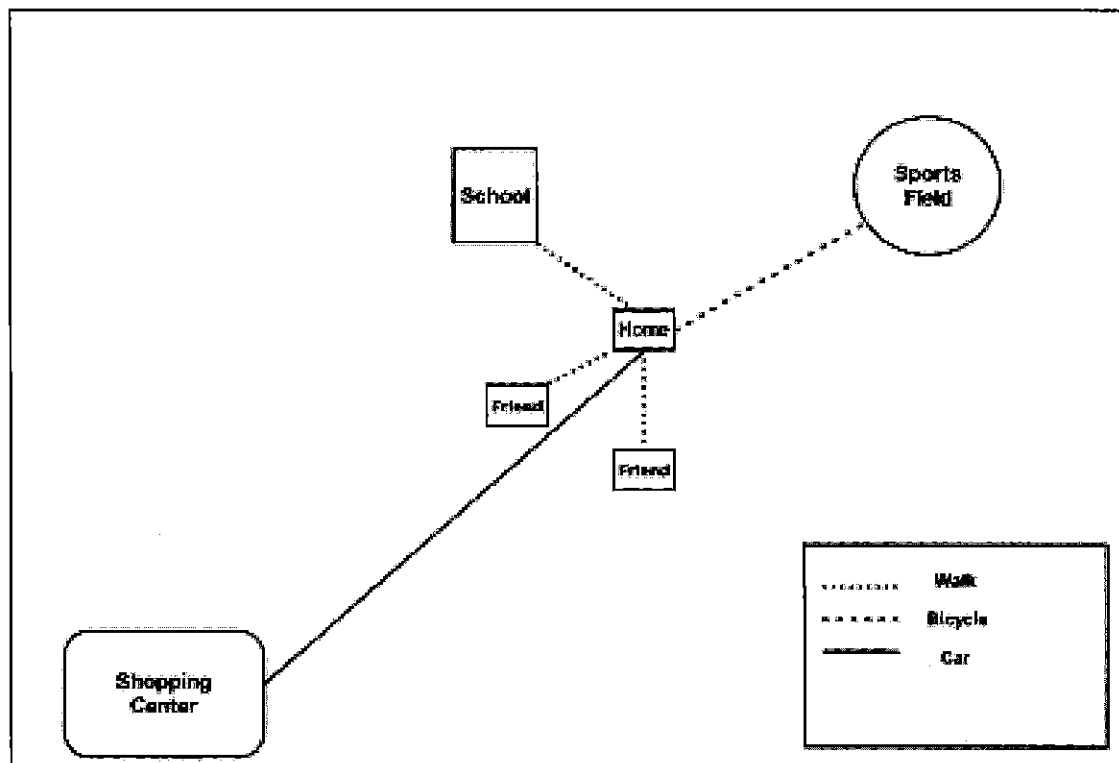 School
Sports
Field
Home
Friend
Friend
Shopping
Center
Walk
Bicycle
Car